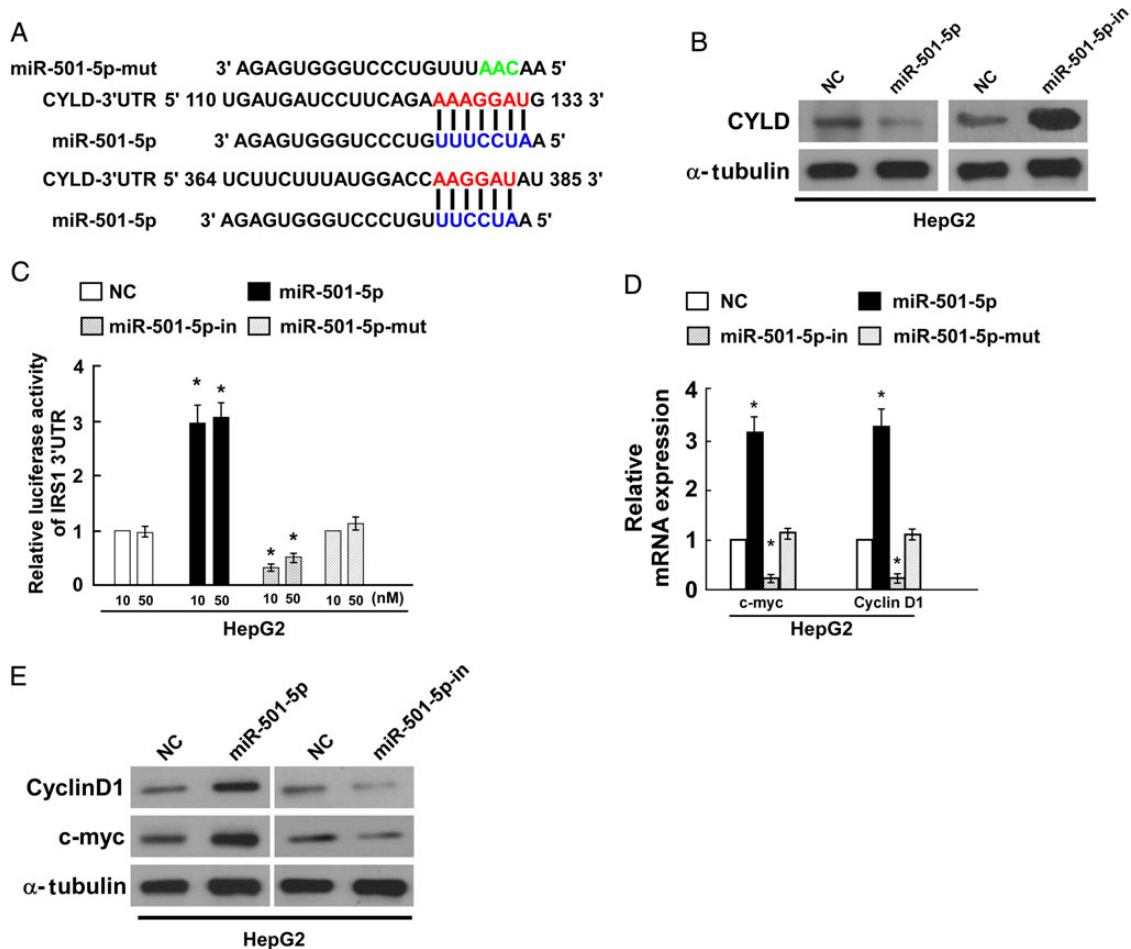 A
miR-501-5p-mut 3' AGAGUGGGUCCCUGUUUAACAA 5'
CYLD-3'UTR 5' 110 UGAUGAUCCUUCAGAAAAGGAUG 133 3'
miR-501-5p 3' AGAGUGGGUCCCUGUUUCCUAA 5'
CYLD-3'UTR 5' 364 UCUUCUUUAUGGACCAAGGAUAU 385 3'
miR-501-5p 3' AGAGUGGGUCCCUGUUUCCUAA 5'
B
NC miR-501-5p NC miR-501-5p-in
CYLD
α-tubulin
HepG2
C
NC miR-501-5p
miR-501-5p-in miR-501-5p-mut
Relative luciferase activity
of IRS1 3'UTR
4
3
2
1
0
* *
* *
10 50 10 50 10 50 10 50 (nM)
HepG2
D
NC miR-501-5p
miR-501-5p-in miR-501-5p-mut
Relative
mRNA expression
4
3
2
1
0
* *
* *
c-myc Cyclin D1
HepG2
E
NC miR-501-5p NC miR-501-5p-in
CyclinD1
c-myc
α-tubulin
HepG2